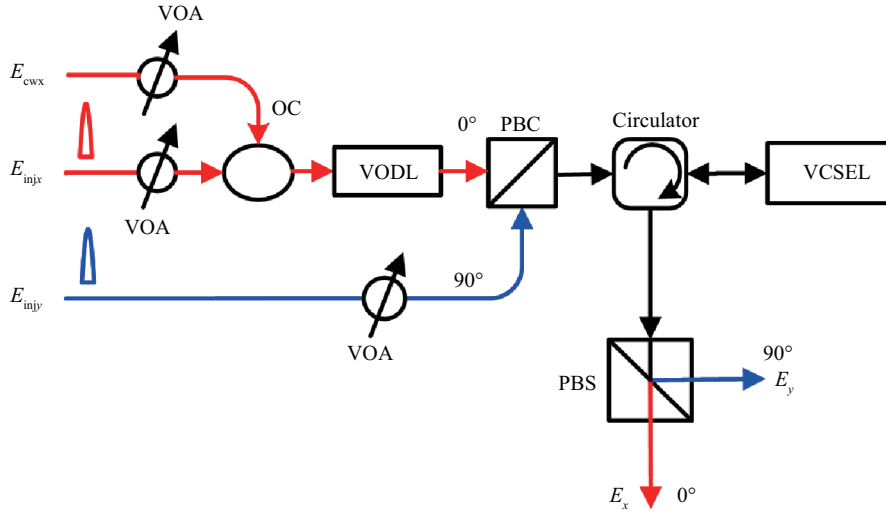 VOA
E_cwx
OC
0°
PBC
Circulator
E_injx
VODL
VCSEL
VOA
E_injy
90°
VOA
PBS
90°
E_y
E_x
0°